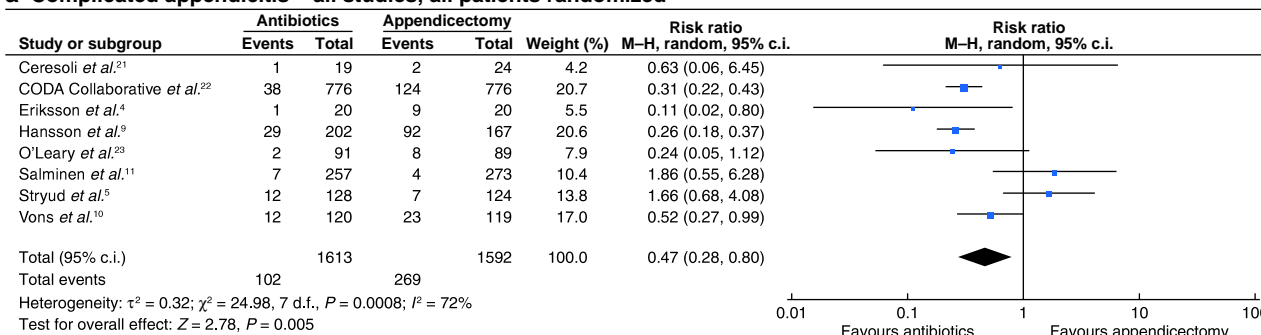 a Complicated appendicitis – all studies, all patients randomized
Antibiotics Appendicectomy Risk ratio Risk ratio
Study or subgroup Events Total Events Total Weight (%) M–H, random, 95% c.i. M–H, random, 95% c.i.
Ceresoli et al.21 1 19 2 24 4.2 0.63 (0.06, 6.45)
CODA Collaborative et al.22 38 776 124 776 20.7 0.31 (0.22, 0.43)
Eriksson et al.4 1 20 9 20 5.5 0.11 (0.02, 0.80)
Hansson et al.9 29 202 92 167 20.6 0.26 (0.18, 0.37)
O'Leary et al.23 2 91 8 89 7.9 0.24 (0.05, 1.12)
Salminen et al.11 7 257 4 273 10.4 1.86 (0.55, 6.28)
Stryud et al.5 12 128 7 124 13.8 1.66 (0.68, 4.08)
Vons et al.10 12 120 23 119 17.0 0.52 (0.27, 0.99)
Total (95% c.i.) 1613 1592 100.0 0.47 (0.28, 0.80)
Total events 102 269
Heterogeneity: τ2 = 0.32; χ2 = 24.98, 7 d.f., P = 0.0008; I2 = 72%
Test for overall effect: Z = 2.78, P = 0.005
0.01 0.1 1 10 100
Favours antibiotics Favours appendicectomy